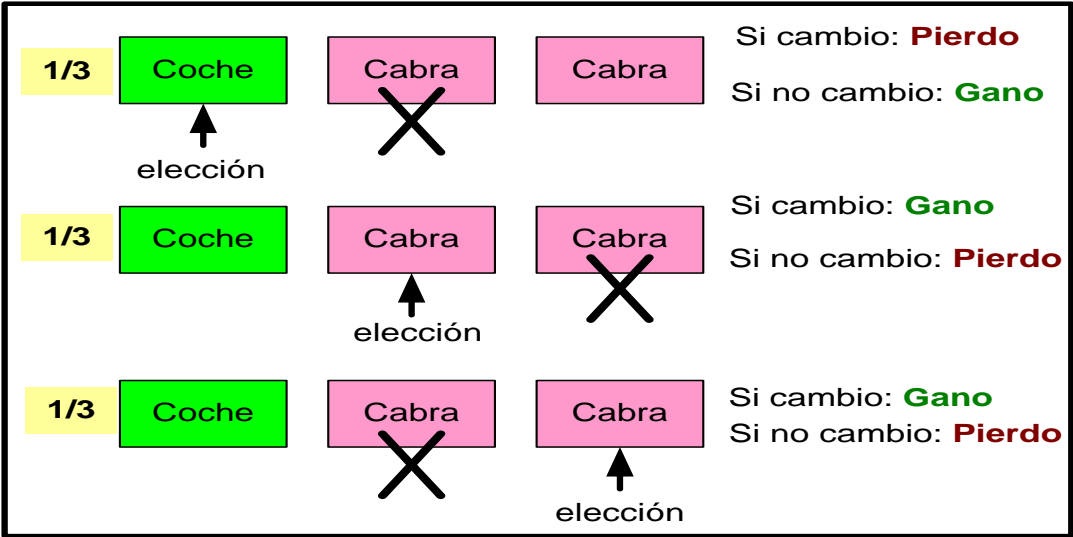 Si cambio: Pierdo
1/3 Coche Cabra Cabra
Si no cambio: Gano
elección
Si cambio: Gano
1/3 Coche Cabra Cabra
Si no cambio: Pierdo
elección
Si cambio: Gano
1/3 Coche Cabra Cabra
Si no cambio: Pierdo
elección